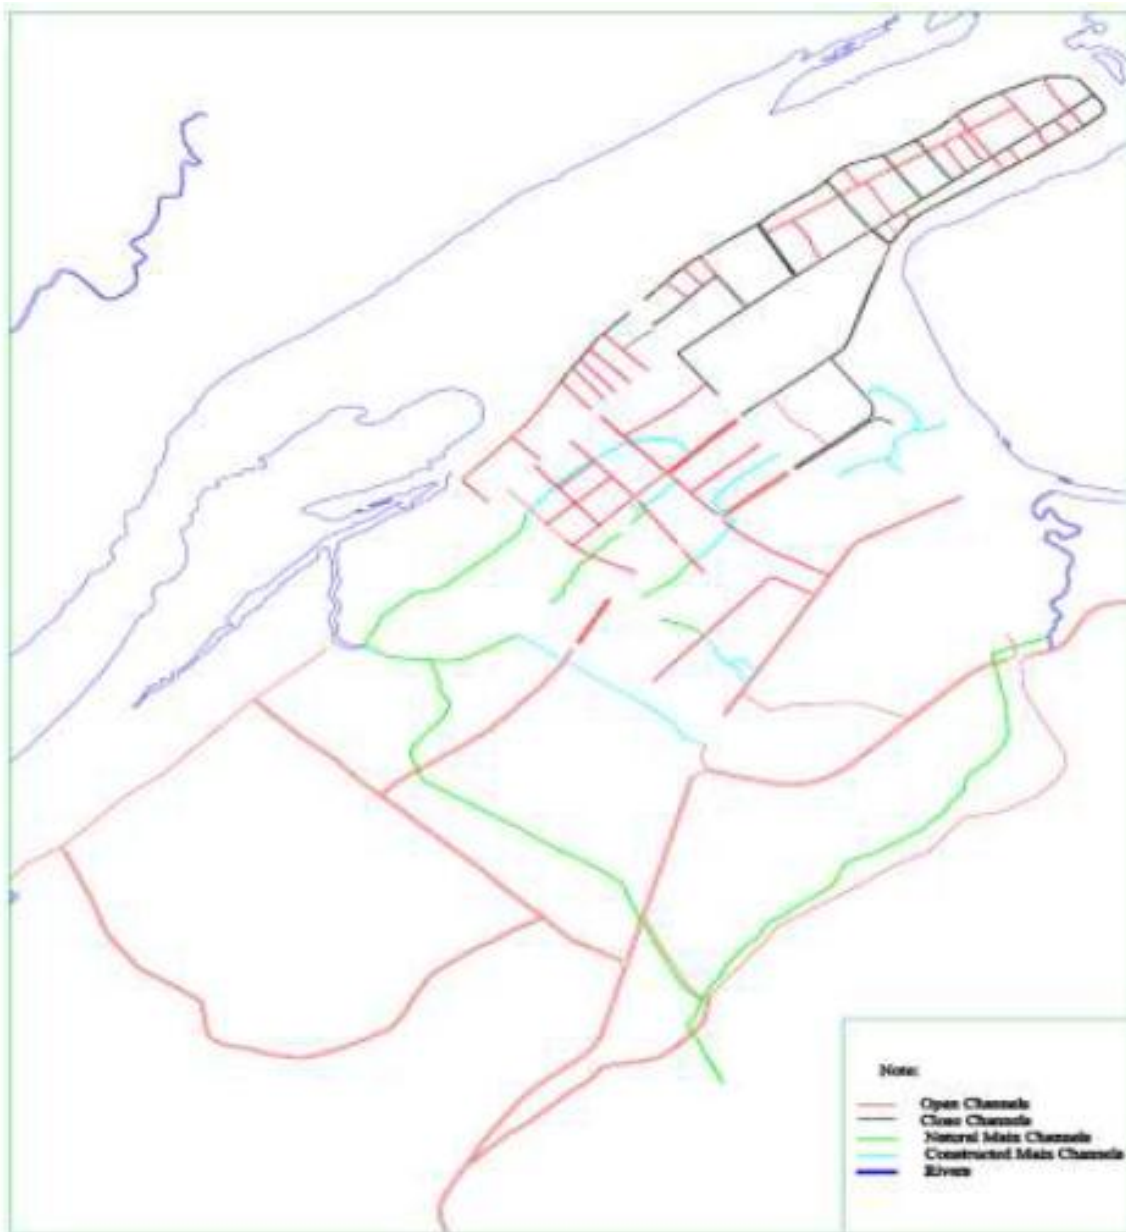 Note:
Open Channels
Close Channels
Natural Main Channels
Constructed Main Channels
Rivers